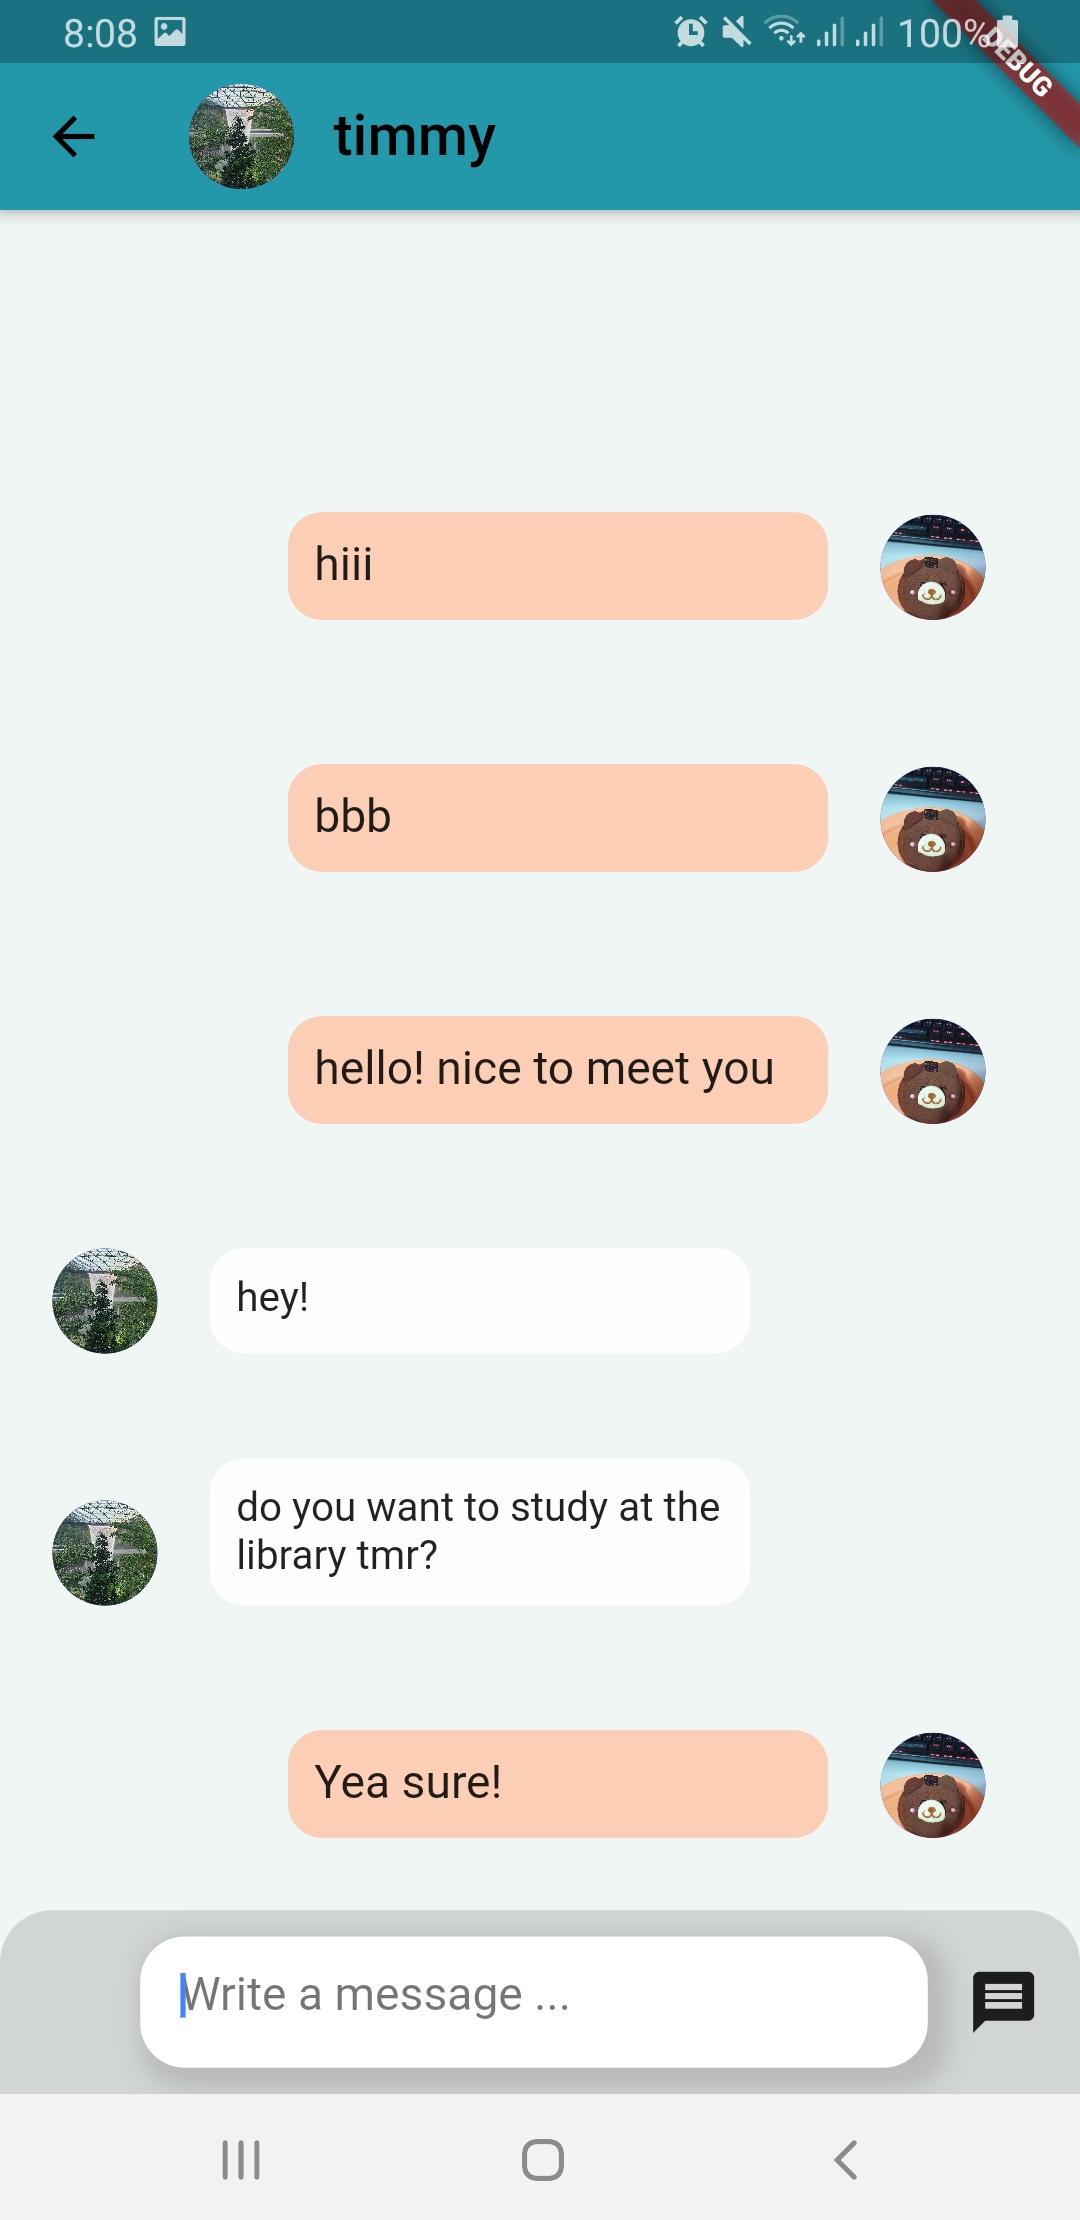 8:08 100%
DEBUG
timmy
hiii
bbb
hello! nice to meet you
hey!
do you want to study at the
library tmr?
Yea sure!
Write a message ...